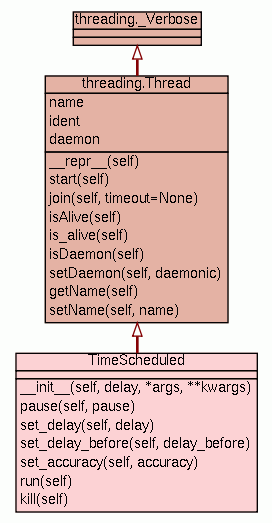 threading._Verbose
threading.Thread
name
ident
daemon
__repr__(self)
start(self)
join(self, timeout=None)
isAlive(self)
is_alive(self)
isDaemon(self)
setDaemon(self, daemonic)
getName(self)
setName(self, name)
TimeScheduled
__init__(self, delay, *args, **kwargs)
pause(self, pause)
set_delay(self, delay)
set_delay_before(self, delay_before)
set_accuracy(self, accuracy)
run(self)
kill(self)